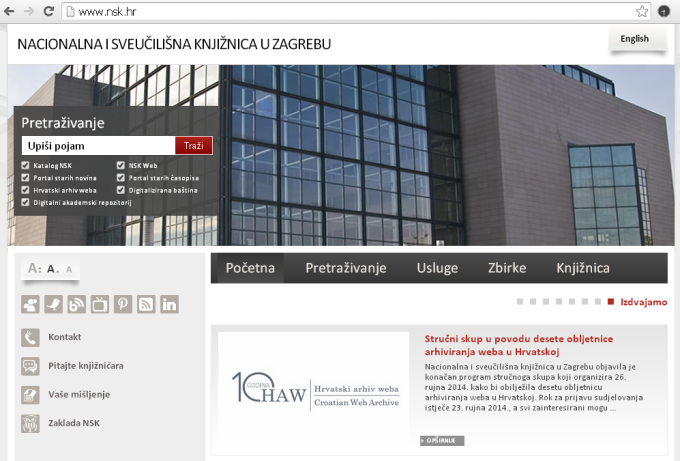 www.nsk.hr
NACIONALNA I SVEUČILIŠNA KNJIŽNICA U ZAGREBU
English
Pretraživanje
Upiši pojam
Traži
Katalog NSK
NSK Web
Portal starih novina
Portal starih časopisa
Hrvatski arhiv weba
Digitalizirana baština
Digitalni akademski repozitorij
A: A. A
Početna
Pretraživanje
Usluge
Zbirke
Knjižnica
Izdvajamo
Kontakt
Pitajte knjižničara
Vaše mišljenje
Zaklada NSK
10 GODINA HAW
Hrvatski arhiv weba
Croatian Web Archive
Stručni skup u povodu desete obljetnice
arhiviranja weba u Hrvatskoj
Nacionalna i sveučilišna knjižnica u Zagrebu objavila je
konačan program stručnoga skupa koji organizira 26.
rujna 2014. kako bi obilježila desetu obljetnicu
arhiviranja weba u Hrvatskoj. Rok za prijavu sudjelovanja
istječe 23. rujna 2014., a svi zainteresirani mogu ...
OPŠIRNIJE